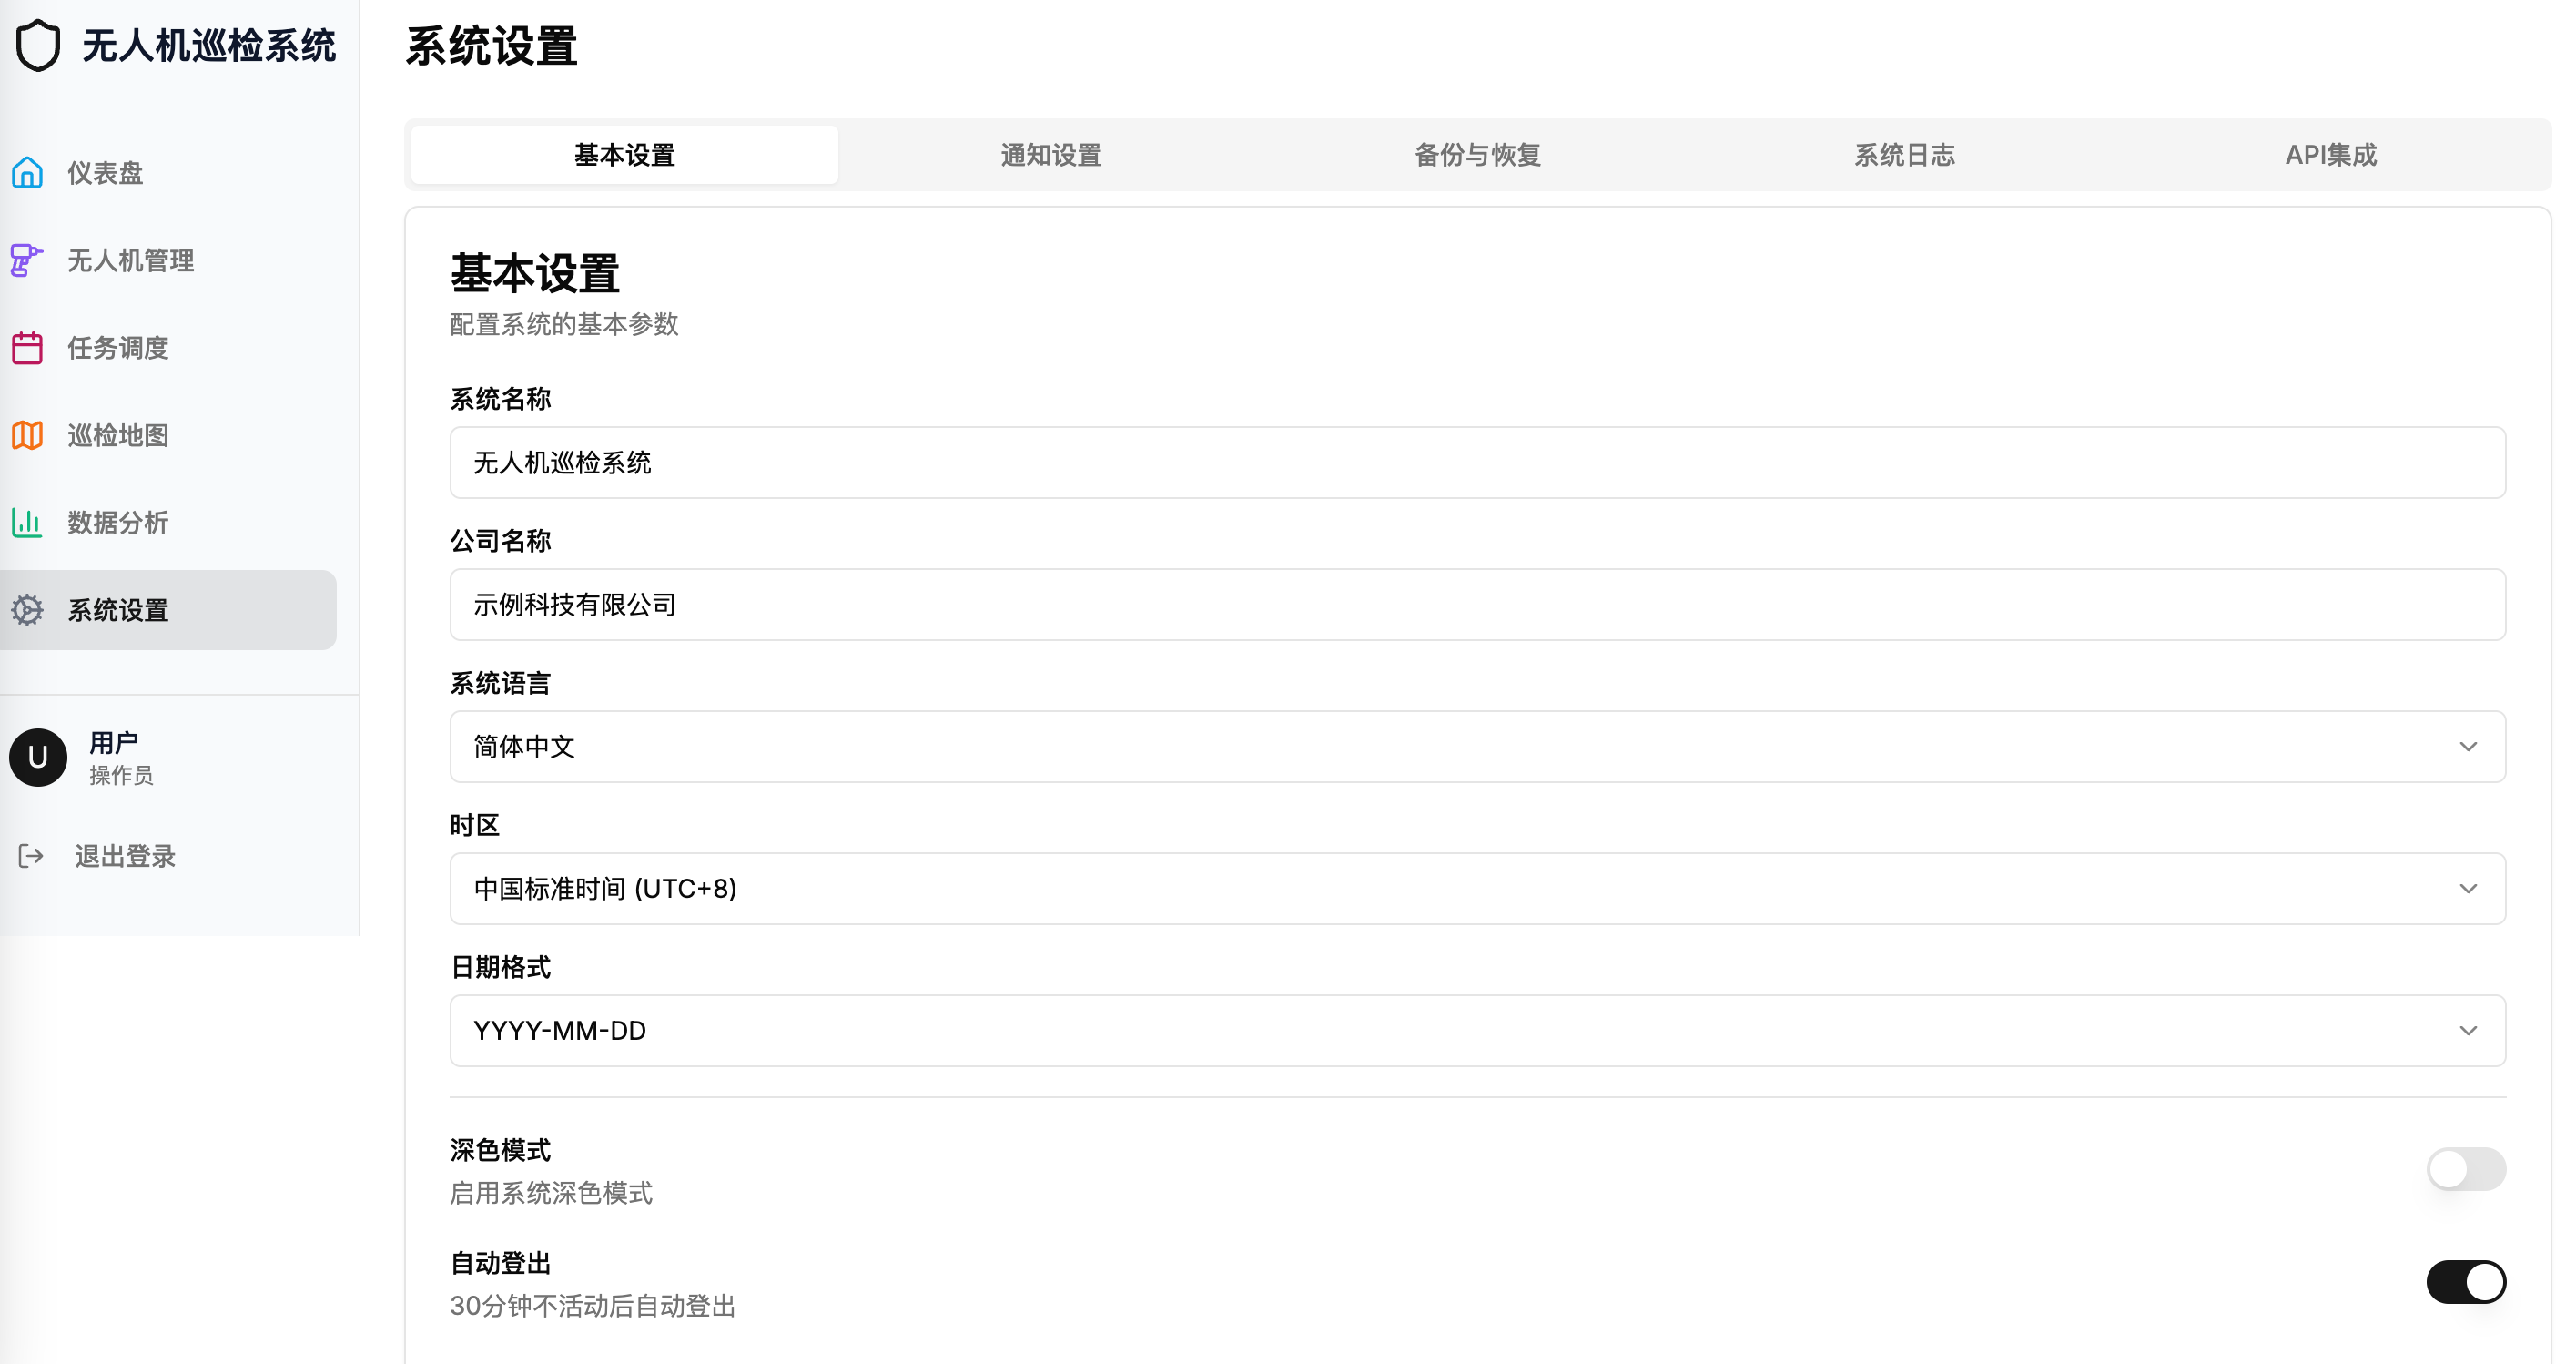 无人机巡检系统
仪表盘
无人机管理
任务调度
巡检地图
数据分析
系统设置
U
用户
操作员
退出登录
系统设置
基本设置
通知设置
备份与恢复
系统日志
API集成
基本设置
配置系统的基本参数
系统名称
无人机巡检系统
公司名称
示例科技有限公司
系统语言
简体中文
时区
中国标准时间 (UTC+8)
日期格式
YYYY-MM-DD
深色模式
启用系统深色模式
自动登出
30分钟不活动后自动登出